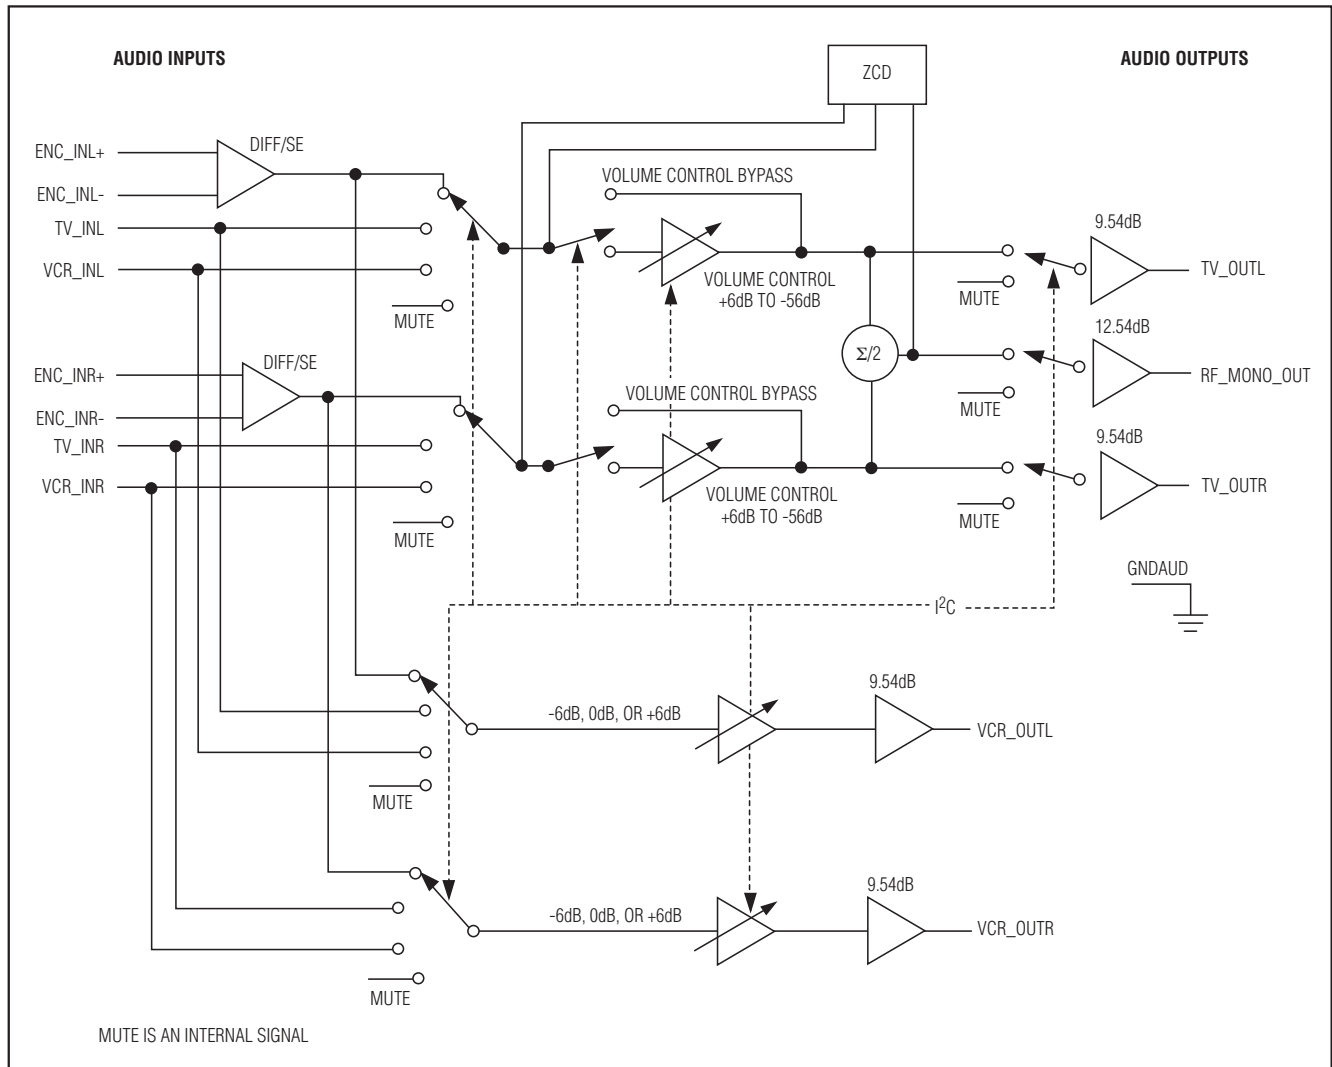 AUDIO INPUTS
ZCD
AUDIO OUTPUTS
ENC_INL+
DIFF/SE
ENC_INL-
TV_INL
VCR_INL
MUTE
VOLUME CONTROL BYPASS
VOLUME CONTROL
+6dB TO -56dB
MUTE
9.54dB
TV_OUTL
Σ/2
12.54dB
RF_MONO_OUT
MUTE
ENC_INR+
DIFF/SE
ENC_INR-
TV_INR
VCR_INR
MUTE
VOLUME CONTROL BYPASS
VOLUME CONTROL
+6dB TO -56dB
MUTE
9.54dB
TV_OUTR
GNDAUD
I²C
-6dB, 0dB, OR +6dB
9.54dB
VCR_OUTL
MUTE
-6dB, 0dB, OR +6dB
9.54dB
VCR_OUTR
MUTE
MUTE IS AN INTERNAL SIGNAL